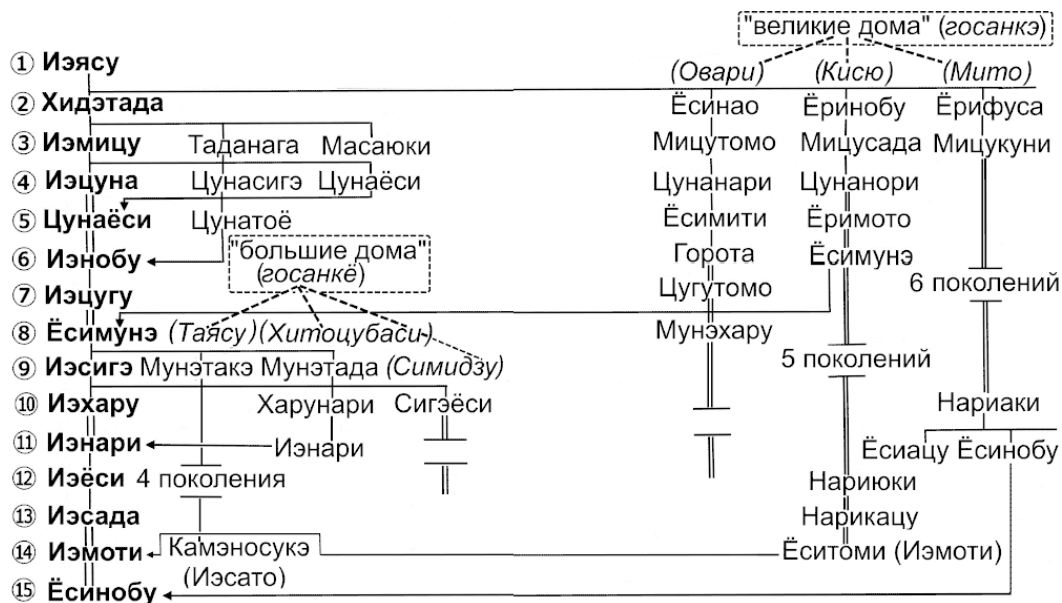 "великие дома" (госанкэ)
① Иэясу (Овари) (Кисю) (Мито)
② Хидэтада Ёсинао Ёринобу Ёрифуса
③ Иэмицу Таданага Масаюки Мицутомо Мицусада Мицукуни
④ Иэцуна Цунасигэ Цунаёси Цунанари Цунанори
⑤ Цунаёси Цунатоё Ёсимити Ёримото
⑥ Иэнобу "большие дома" Горота Ёсимунэ
(госанкё)
⑦ Иэцугу Цугутомо 6 поколений
⑧ Ёсимунэ (Таясу) (Хитоцубаси) Мунэхару
⑨ Иэсигэ Мунэтакэ Мунэтада (Симидзу) 5 поколений
⑩ Иэхару Харунари Сигэёси Нариаки
⑪ Иэнари Иэнари Ёсиацу Ёсинобу
⑫ Иэёси 4 поколения Нариюки
⑬ Иэсада Нарикацу
⑭ Иэмоти Камэносукэ Ёситоми (Иэмоти)
(Иэсато)
⑮ Ёсинобу